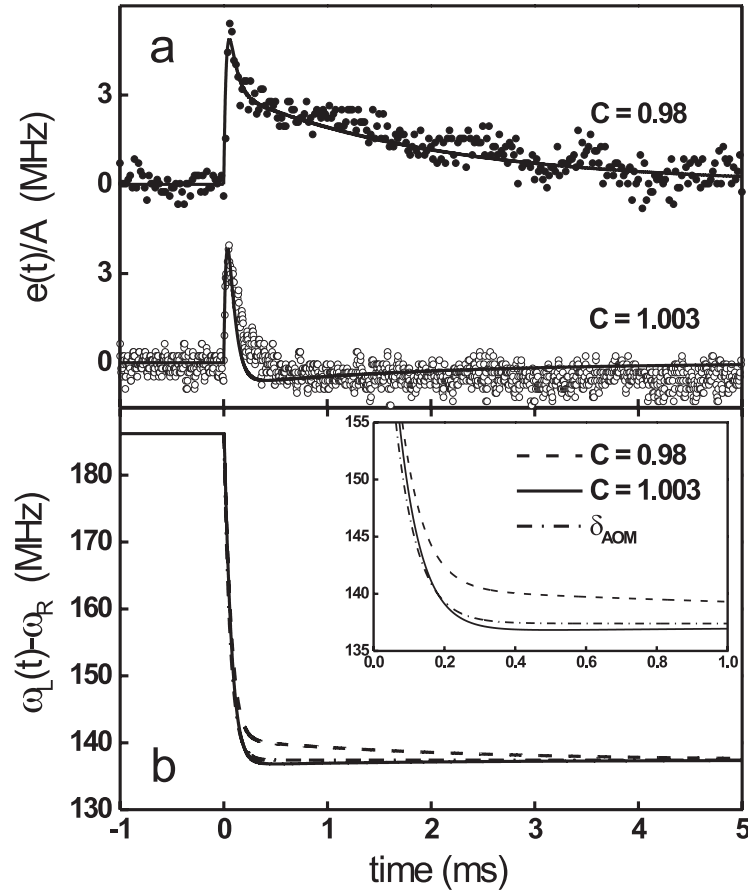 a
3
0
3
0
e(t)/A (MHz)
C = 0.98
C = 1.003
180
170
160
150
140
130
ω_L(t)-ω_R (MHz)
b
155
150
145
140
135
0.0 0.2 0.4 0.6 0.8 1.0
C = 0.98
C = 1.003
δ_AOM
-1 0 1 2 3 4 5
time (ms)